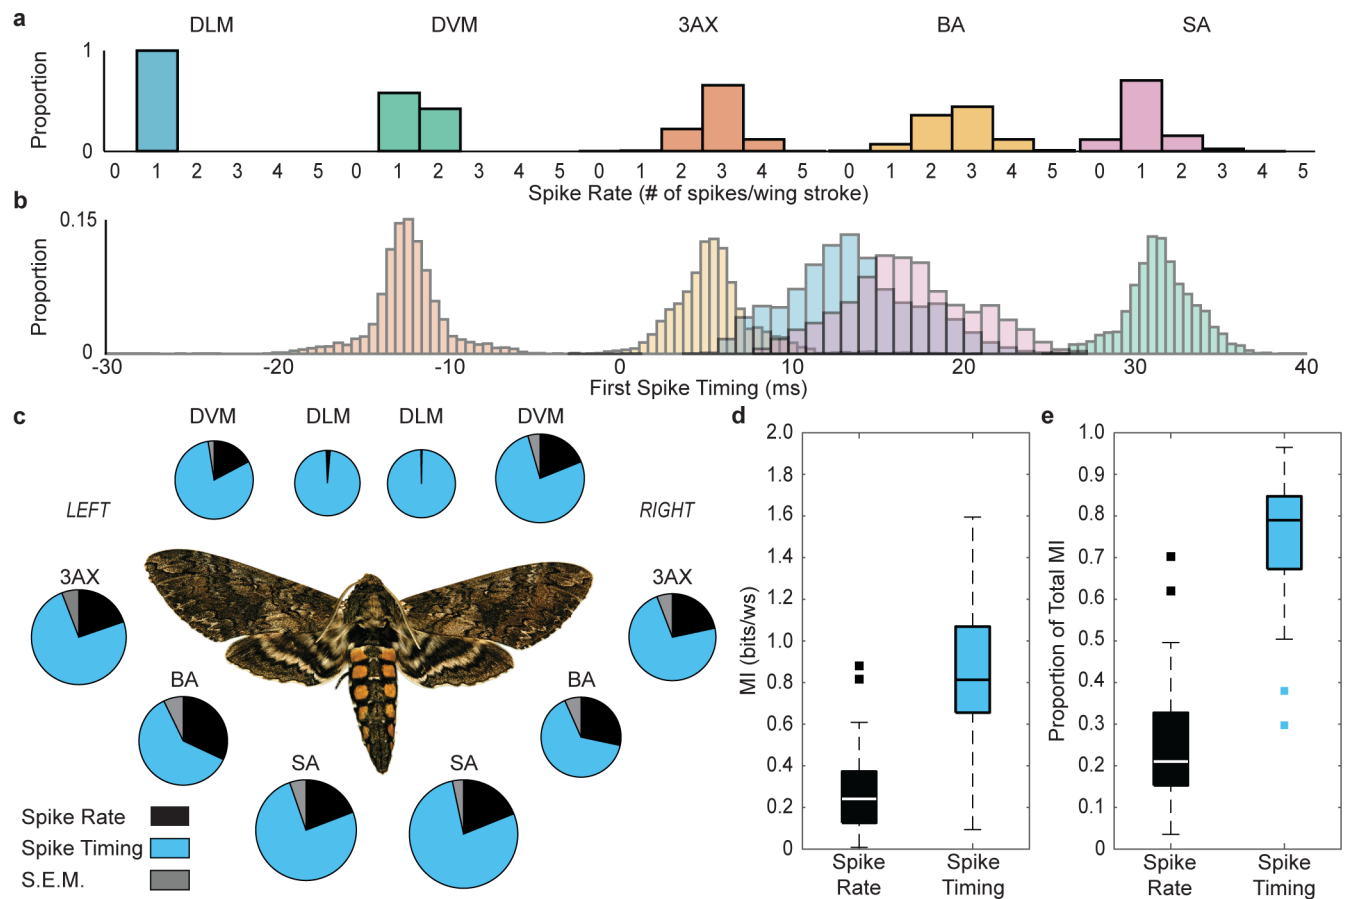 a
DLM DVM 3AX BA SA
1
Proportion
0
0 1 2 3 4 5 0 1 2 3 4 5 0 1 2 3 4 5 0 1 2 3 4 5 0 1 2 3 4 5
Spike Rate (# of spikes/wing stroke)
b
0.15
Proportion
0
-30 -20 -10 0 10 20 30 40
First Spike Timing (ms)
c
DVM DLM DLM DVM
LEFT RIGHT
3AX 3AX
BA BA
SA SA
Spike Rate
Spike Timing
S.E.M.
d
2.0
1.8
1.6
1.4
1.2
1.0
0.8
0.6
0.4
0.2
0
MI (bits/ws)
Spike Spike
Rate Timing
e
1.0
0.9
0.8
0.7
0.6
0.5
0.4
0.3
0.2
0.1
0
Proportion of Total MI
Spike Spike
Rate Timing